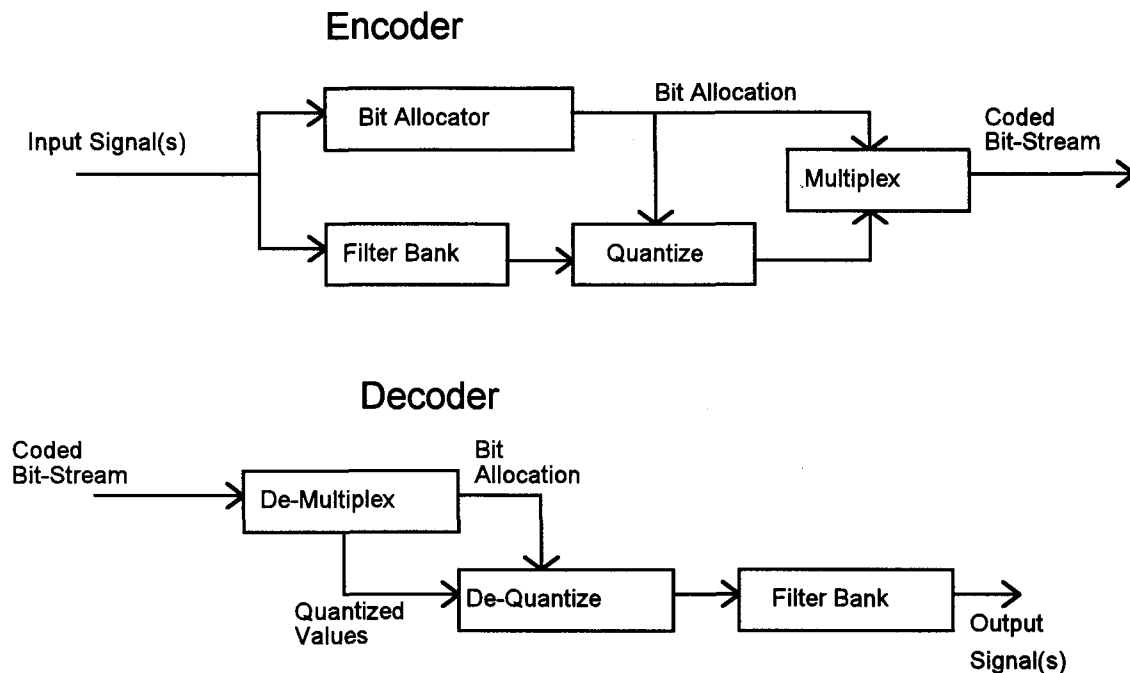 Encoder
Bit Allocator
Bit Allocation
Coded
Bit-Stream
Input Signal(s)
Multiplex
Filter Bank
Quantize
Decoder
Coded
Bit-Stream
Bit
Allocation
De-Multiplex
De-Quantize
Filter Bank
Quantized
Values
Output
Signal(s)